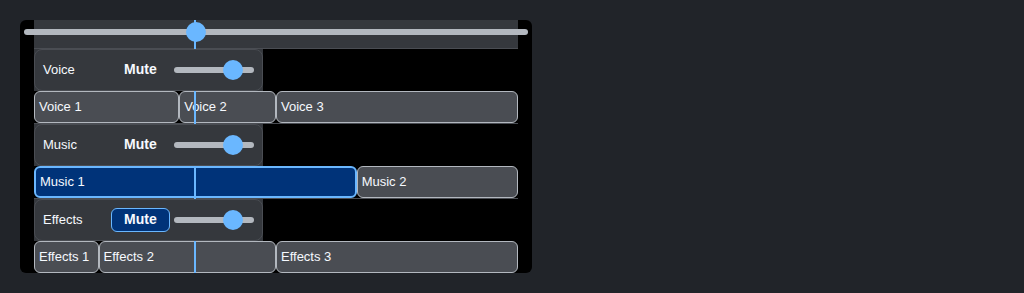 Voice Mute
Voice 1 Voice 2 Voice 3
Music Mute
Music 1 Music 2
Effects Mute
Effects 1 Effects 2 Effects 3